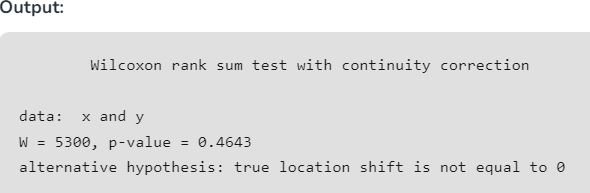 Output:
Wilcoxon rank sum test with continuity correction
data:  x and y
W = 5300, p-value = 0.4643
alternative hypothesis: true location shift is not equal to 0